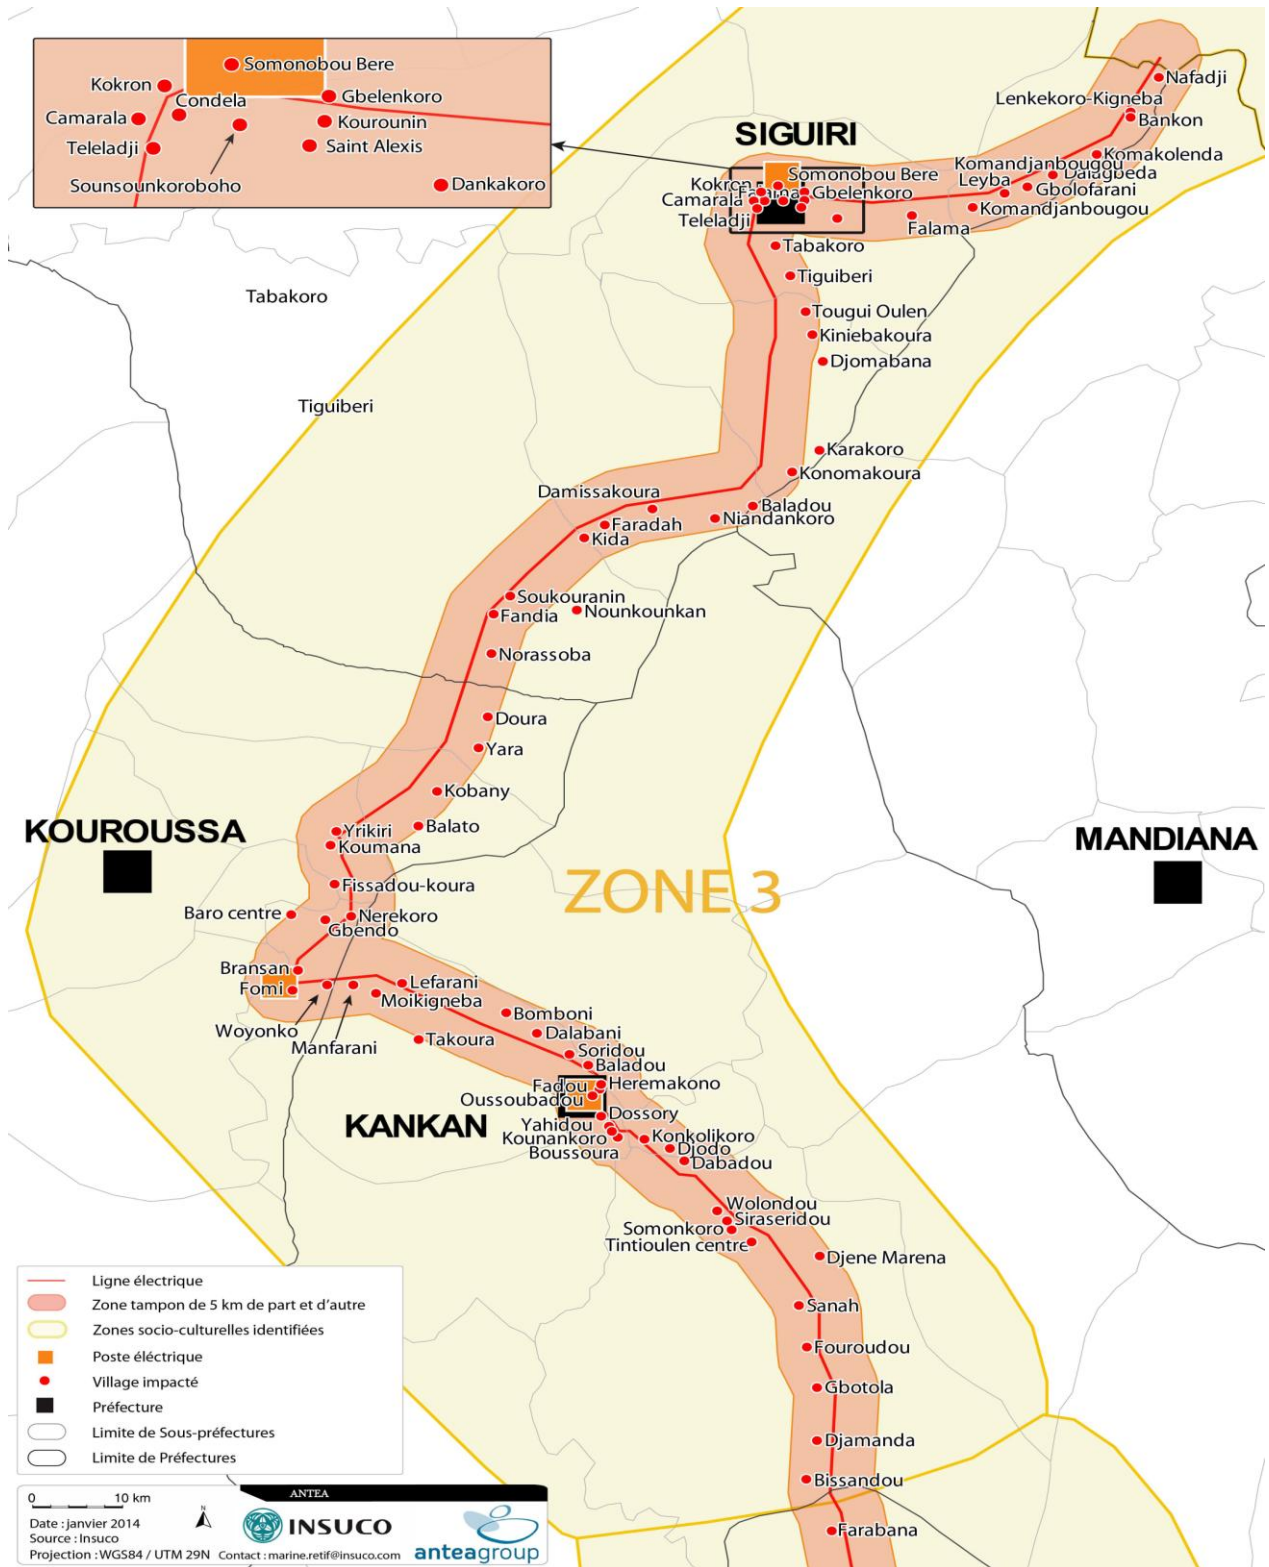 Somonobou Bere
Kokron
Condela
Gbelenkoro
Camarala
Kourounin
Teleladji
Saint Alexis
Sounsounkoroboho
Dankakoro
Nafadji
Lenkekoro-Kigneba
Bankon
SIGUIRI
Komandjanbougou
Komakolenda
Somonobou Bere
Dalagbeda
Kokron
Leyba
Gbolofarani
Gbelenkoro
Camarala
Komandjanbougou
Teleladji
Falama
Tabakoro
Tiguiberi
Tabakoro
Tougui Oulen
Kiniebakoura
Djomabana
Tiguiberi
Karakoro
Konomakoura
Damissakoura
Baladou
Niandankoro
Faradah
Kida
Soukouranin
Nounkounkan
Fandia
Norassoba
Doura
Yara
Kobany
Balato
Yrikiri
KOUROUSSA
Koumana
MANDIANA
Fissadou-koura
ZONE 3
Baro centre
Nerekoro
Gbendo
Bransan
Fomi
Lefarani
Moikigneba
Woyonko
Bomboni
Manfarani
Takoura
Dalabani
Soridou
Baladou
Fadou
Heremakono
Oussoubadou
KANKAN
Dossory
Yahidou
Kounankoro
Konkolikoro
Boussoura
Djodo
Dabadou
Wolondou
Siraseridou
Somonkoro
Tintioulen centre
Djene Marena
Sanah
Fouroudou
Gbotola
Djamanda
Bissandou
Farabana
Ligne électrique
Zone tampon de 5 km de part et d'autre
Zones socio-culturelles identifiées
Poste éléctrique
Village impacté
Préfecture
Limite de Sous-préfectures
Limite de Préfectures
ANTEA
0 10 km
N
Date : janvier 2014
Source : Insuco
Projection : WGS84 / UTM 29N
INSUCO
Contact : marine.retif@insuco.com
anteagroup